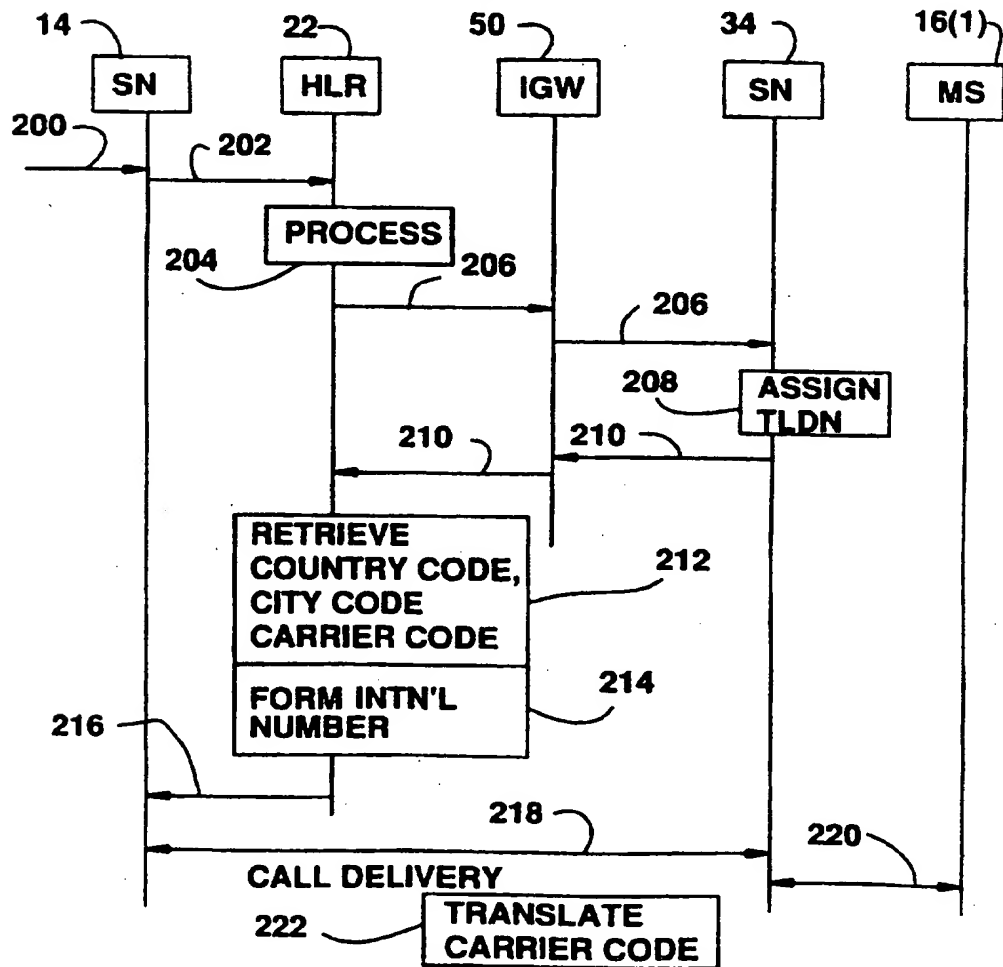 14 22 50 34 16(1)
SN HLR IGW SN MS
200
202
PROCESS
204 206
206
208 ASSIGN
TLDN
210 210
RETRIEVE
COUNTRY CODE,
CITY CODE
CARRIER CODE
212
FORM INTN'L
NUMBER
214
216
218
220
CALL DELIVERY
222 TRANSLATE
CARRIER CODE